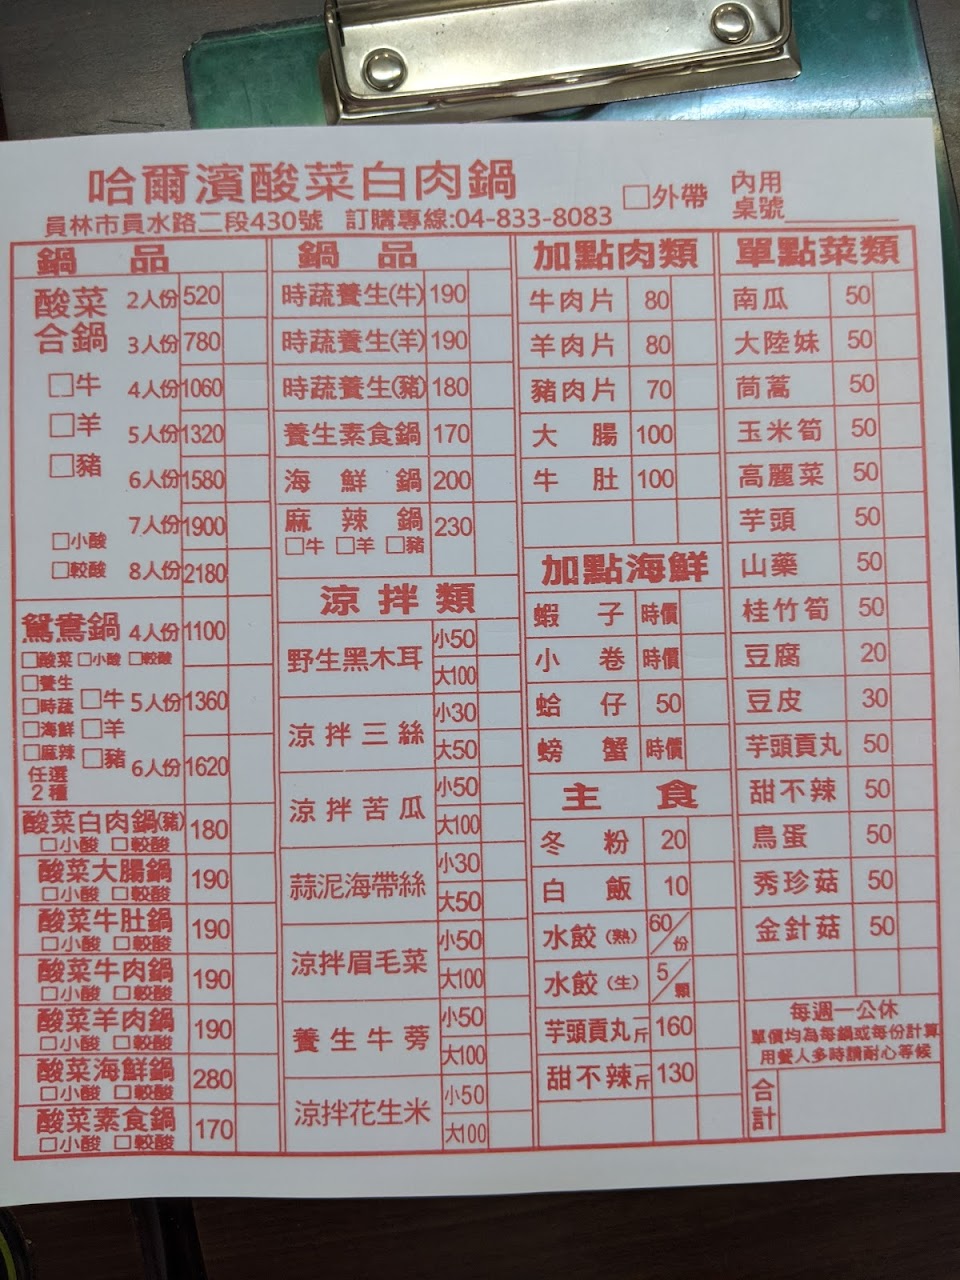 哈爾濱酸菜白肉鍋
員林市員水路二段430號 訂購專線:04-833-8083
□外帶
內用
桌號
鍋品
酸菜合鍋
□牛
□羊
□豬
□小酸
□較酸
2人份 520
3人份 780
4人份 1060
5人份 1320
6人份 1580
7人份 1900
8人份 2180
鴛鴦鍋
□酸菜 □小酸 □較酸
□養生
□時蔬
□海鮮
□麻辣
任選
2種
□牛
□羊
□豬
4人份 1100
5人份 1360
6人份 1620
酸菜白肉鍋(豬) 180
□小酸 □較酸
酸菜大腸鍋 190
□小酸 □較酸
酸菜牛肚鍋 190
□小酸 □較酸
酸菜牛肉鍋 190
□小酸 □較酸
酸菜羊肉鍋 190
□小酸 □較酸
酸菜海鮮鍋 280
□小酸 □較酸
酸菜素食鍋 170
□小酸 □較酸
鍋品
時蔬養生(牛) 190
時蔬養生(羊) 190
時蔬養生(豬) 180
養生素食鍋 170
海鮮鍋 200
麻辣鍋 230
□牛 □羊 □豬
涼拌類
野生黑木耳 小50
大100
涼拌三絲 小30
大50
涼拌苦瓜 小50
大100
蒜泥海帶絲 小30
大50
涼拌眉毛菜 小50
大100
養生牛蒡 小50
大100
涼拌花生米 小50
大100
加點肉類
牛肉片 80
羊肉片 80
豬肉片 70
大腸 100
牛肚 100
加點海鮮
蝦子 時價
小卷 時價
蛤仔 50
螃蟹 時價
主食
冬粉 20
白飯 10
水餃(熟) 60/份
水餃(生) 5/顆
芋頭貢丸一斤 160
甜不辣一斤 130
單點菜類
南瓜 50
大陸妹 50
茼蒿 50
玉米筍 50
高麗菜 50
芋頭 50
山藥 50
桂竹筍 50
豆腐 20
豆皮 30
芋頭貢丸 50
甜不辣 50
鳥蛋 50
秀珍菇 50
金針菇 50
每週一公休
單價均為每鍋或每份計算
用餐人多時請耐心等候
合計